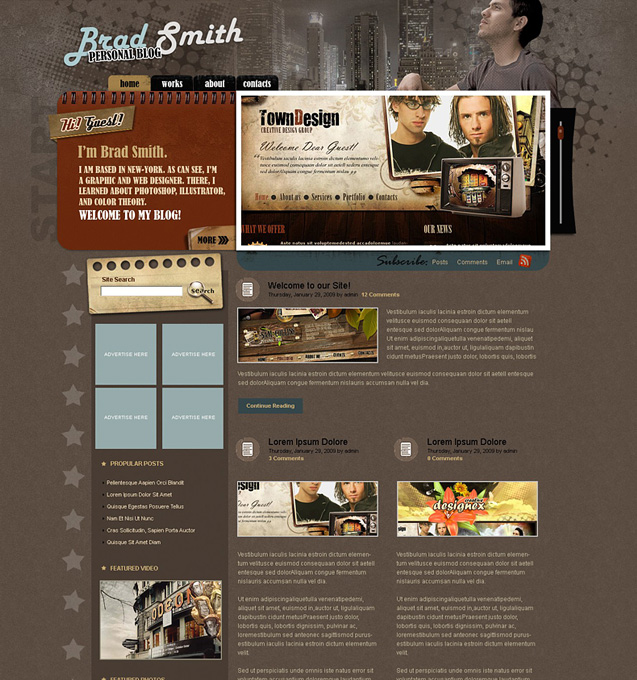 Brad Smith
PERSONAL BLOG
home works about contacts
Hi! Guest!
I'm Brad Smith.
I AM BASED IN NEW-YORK. AS CAN SEE, I'M
A GRAPHIC AND WEB DESIGNER. THERE, I
LEARNED ABOUT PHOTOSHOP, ILLUSTRATOR,
AND COLOR THEORY.
WELCOME TO MY BLOG!
MORE
TownDesign
CREATIVE DESIGN GROUP
Welcome Dear Guest!
Home About us Services Portfolio Contacts
WHAT WE OFFER
OUR NEWS
Subscribe: Posts Comments Email
Site Search
search
ADVERTISE HERE ADVERTISE HERE
ADVERTISE HERE ADVERTISE HERE
PROPULAR POSTS
Pellentesque Aapien Orci Blandt
Lorem Ipsum Dolor Sit Amet
Quisque Egestas Posuere Tellus
Nam Et Nisi Ut Nunc
Cras Sollicitudin, Sapien Porta Auctor
Quisque Sit Amet Diam
FEATURED VIDEO
FEATURED PHOTOS
Welcome to our Site!
Thursday, January 29, 2009 by admin 12 Comments
Vestibulum iaculis lacinia estroin dictum elementum
velitusce euismod consequaan dolor sit aeteli
entesque sed dolorAliquam congue fermentum nislau
Ut enim adipiscingaliquetulla venenatipedemi, aliquet
sit amet, euismod in,auctor ut, ligulaliquam dapibustin
cidunt metusPraesent justo dolor, lobortis quis, lobortis
Vestibulum iaculis lacinia estroin dictum elementum velitusce euismod consequaan dolor sit aeteli entesque
sed dolorAliquam congue fermentum nislauris accumsan nulla vel dia.
Continue Reading
Lorem Ipsum Dolore
Thursday, January 29, 2009 by admin
3 Comments
Vestibulum iaculis lacinia estroin dictum elemen-
tum velitusce euismod consequaan dolor sit aeteli
entesque sed dolorAliquam congue fermentum
nislauris accumsan nulla vel dia.
Ut enim adipiscingaliquetulla venenatipedemi,
aliquet sit amet, euismod in,auctor ut, ligulaliquam
dapibustin cidunt metusPraesent justo dolor,
lobortis quis, lobortis dignissim, pulvinar ac,
loremestibulum sed anteonec sagittismod purus-
estibulum iaculis lacinia estroin dictum elementum
velit.
Sed ut perspiciatis unde omnis iste natus error sit
Lorem Ipsum Dolore
Thursday, January 29, 2009 by admin
8 Comments
designex
Vestibulum iaculis lacinia estroin dictum elemen-
tum velitusce euismod consequaan dolor sit aeteli
entesque sed dolorAliquam congue fermentum
nislauris accumsan nulla vel dia.
Ut enim adipiscingaliquetulla venenatipedemi,
aliquet sit amet, euismod in,auctor ut, ligulaliquam
dapibustin cidunt metusPraesent justo dolor,
lobortis quis, lobortis dignissim, pulvinar ac,
loremestibulum sed anteonec sagittismod purus-
estibulum iaculis lacinia estroin dictum elementum
velit.
Sed ut perspiciatis unde omnis iste natus error sit